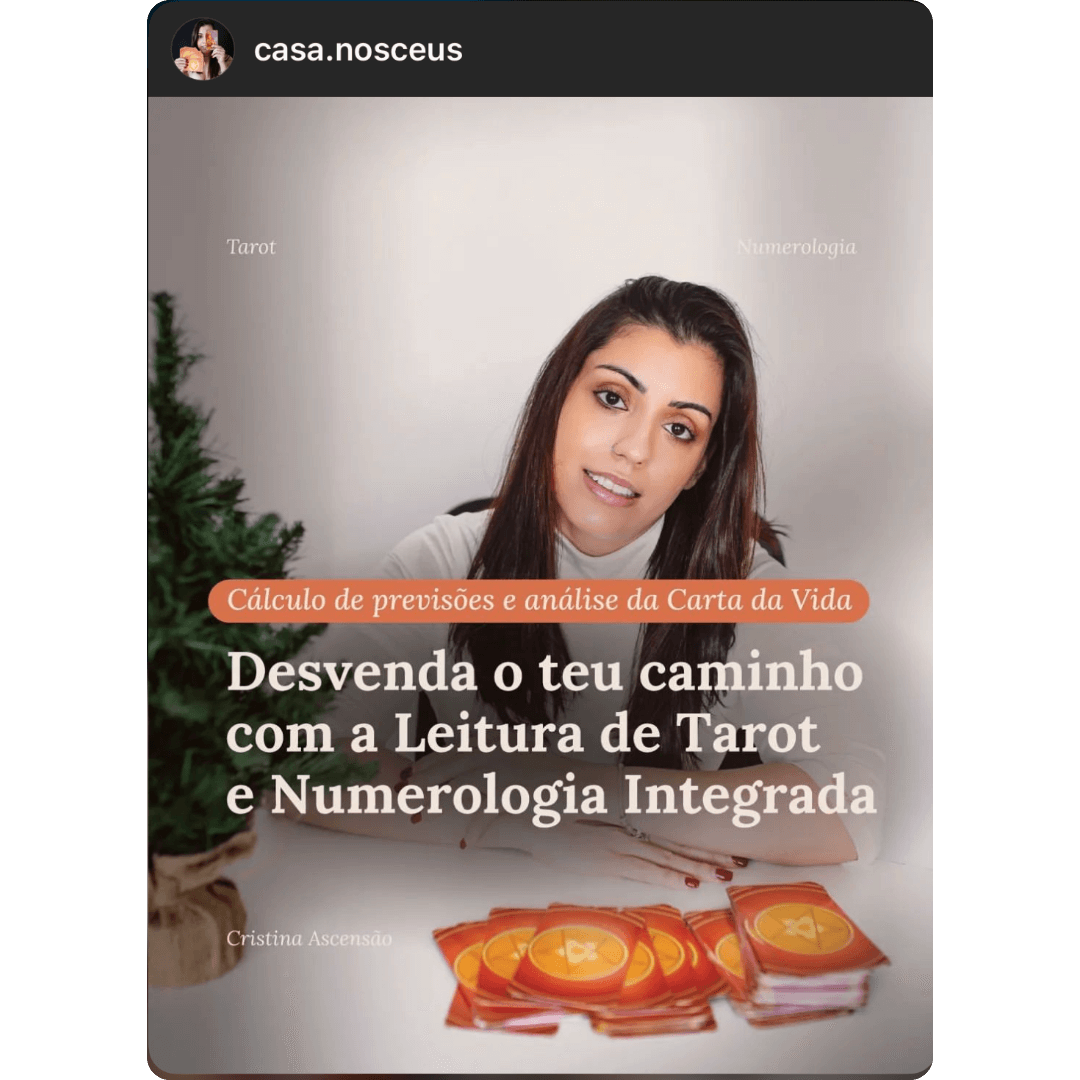 casa.nosceus
Tarot
Numerologia
Cálculo de previsões e análise da Carta da Vida
Desvenda o teu caminho
com a Leitura de Tarot
e Numerologia Integrada
Cristina Ascensão